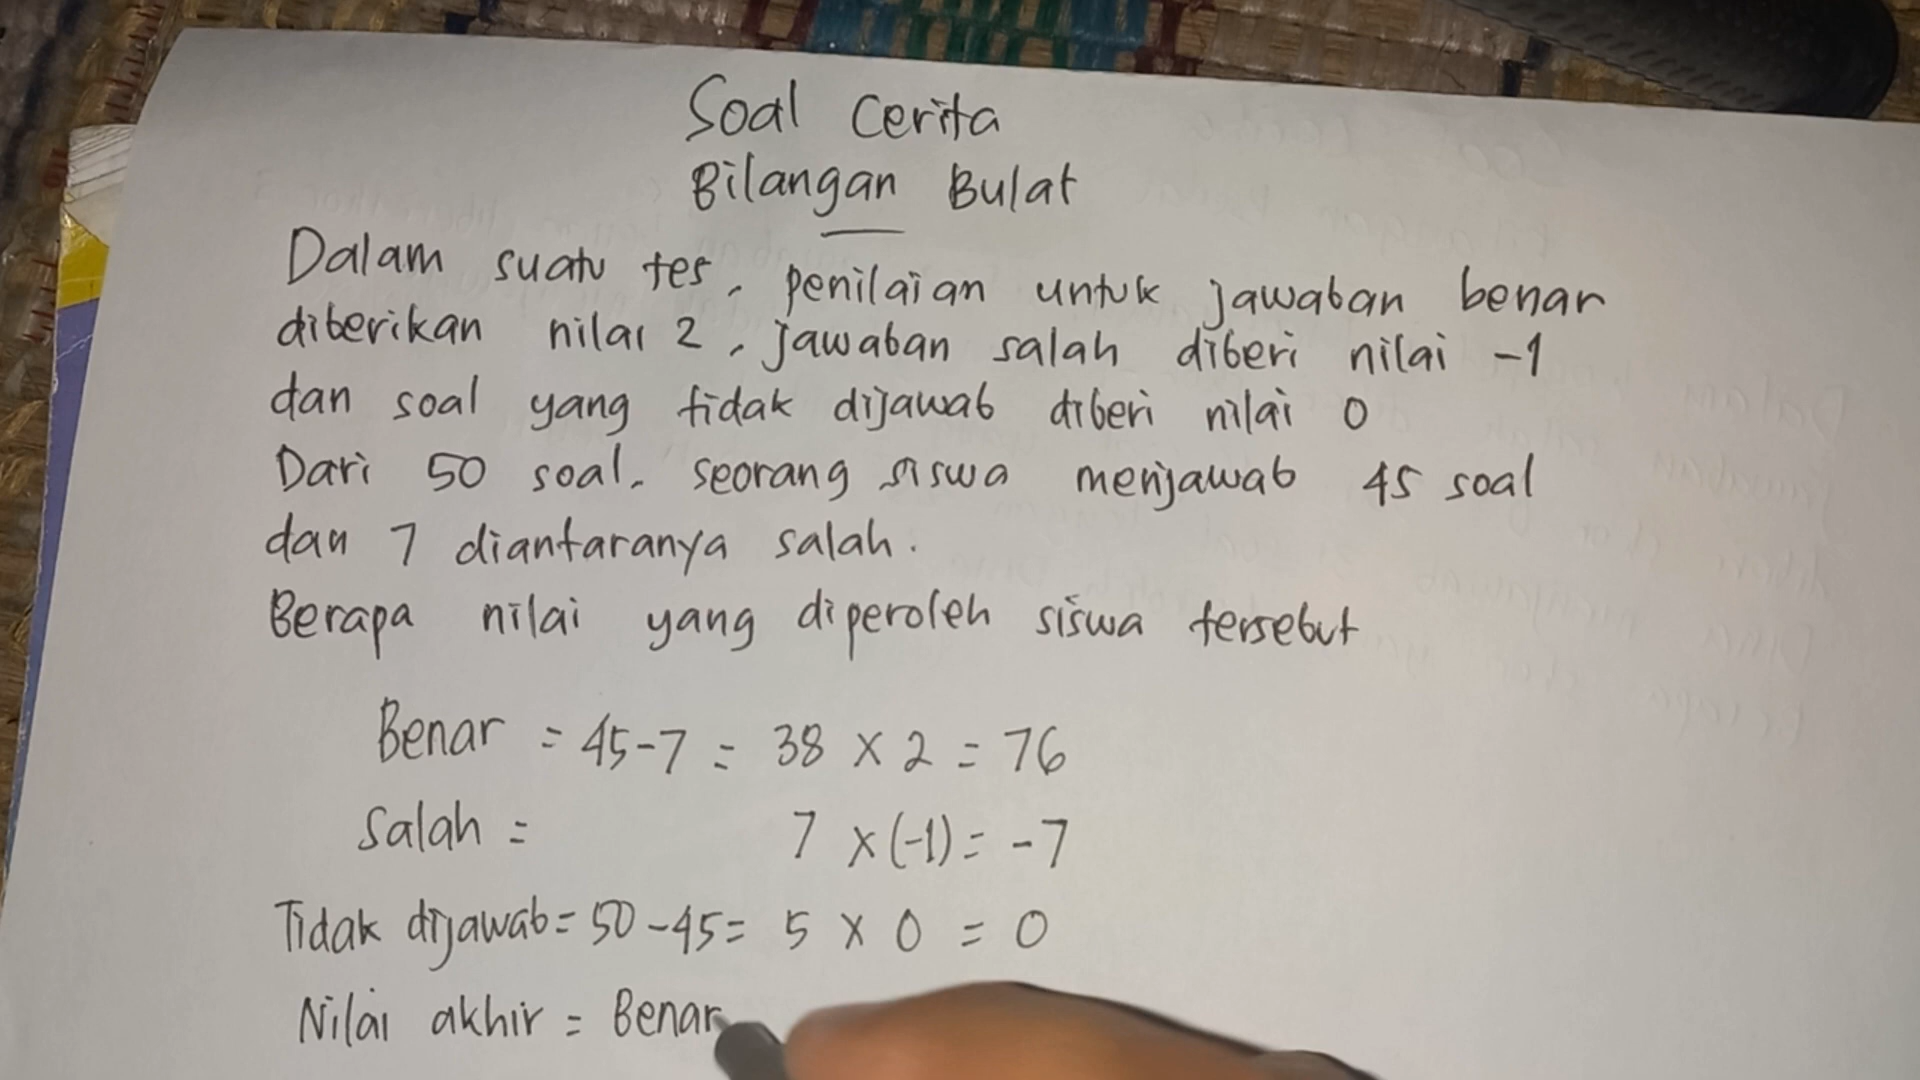 Soal Cerita
Bilangan Bulat
Dalam suatu tes, penilaian untuk jawaban benar
diberikan nilai 2, jawaban salah diberi nilai -1
dan soal yang tidak dijawab diberi nilai 0
Dari 50 soal, seorang siswa menjawab 45 soal
dan 7 diantaranya salah.
Berapa nilai yang diperoleh siswa tersebut
Benar = 45-7 = 38 x 2 = 76
Salah = 7 x (-1) = -7
Tidak dijawab = 50-45 = 5 x 0 = 0
Nilai akhir = Benar